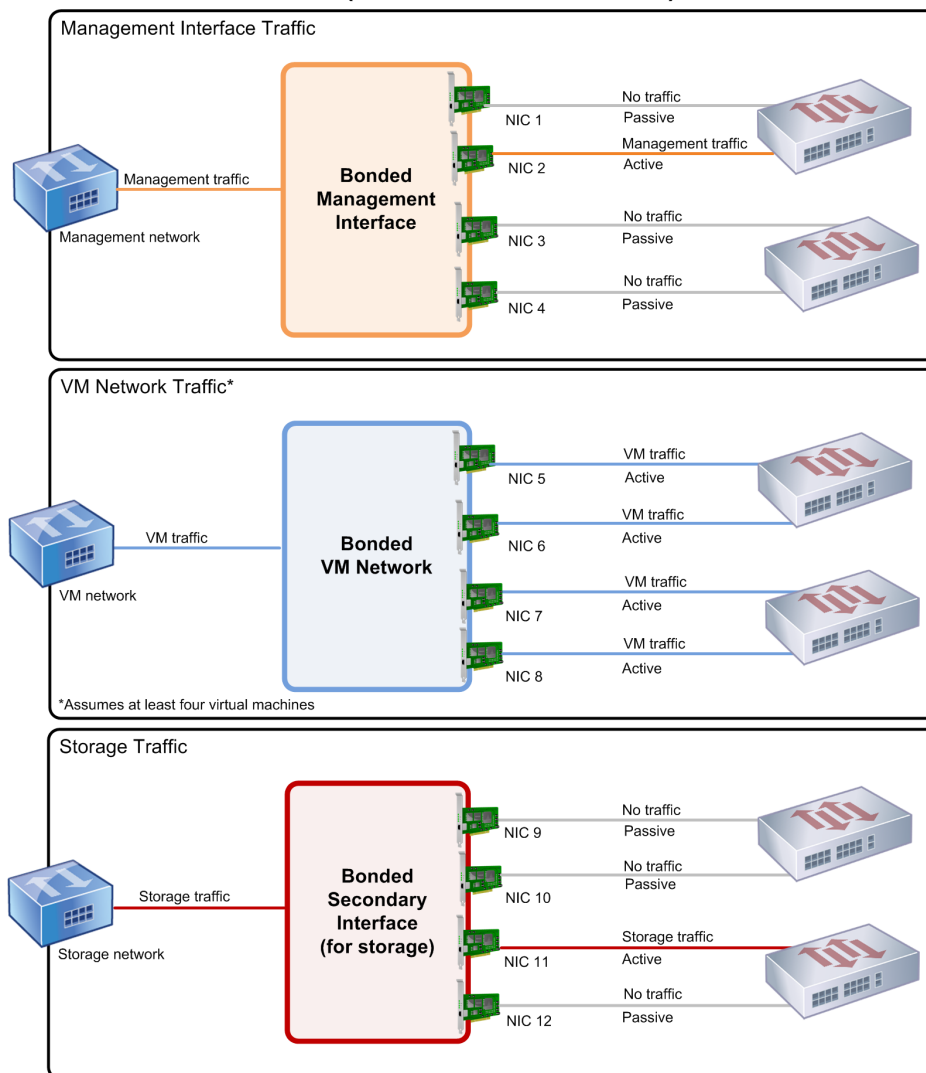 Management Interface Traffic
No traffic
NIC 1
Passive
Management traffic
Management traffic
NIC 2
Active
Bonded
Management
Interface
Management network
No traffic
NIC 3
Passive
No traffic
NIC 4
Passive
VM Network Traffic*
VM traffic
NIC 5
Active
VM traffic
VM traffic
NIC 6
Active
Bonded
VM Network
VM network
VM traffic
NIC 7
Active
VM traffic
NIC 8
Active
*Assumes at least four virtual machines
Storage Traffic
No traffic
NIC 9
Passive
No traffic
NIC 10
Passive
Storage traffic
Bonded
Secondary
Interface
(for storage)
Storage network
Storage traffic
NIC 11
Active
No traffic
NIC 12
Passive